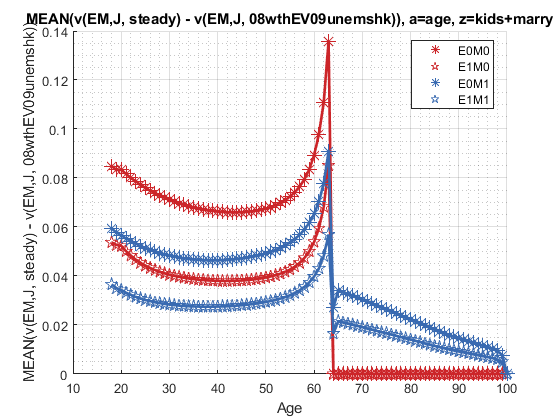 MEAN(v(EM,J, steady) - v(EM,J, 08wthEV09unemshk)), a=age, z=kids+marry
MEAN(v(EM,J, steady) - v(EM,J, 08wthEV09unemshk))
0.14
0.12
0.1
0.08
0.06
0.04
0.02
0
E0M0
E1M0
E0M1
E1M1
10 20 30 40 50 60 70 80 90 100
Age